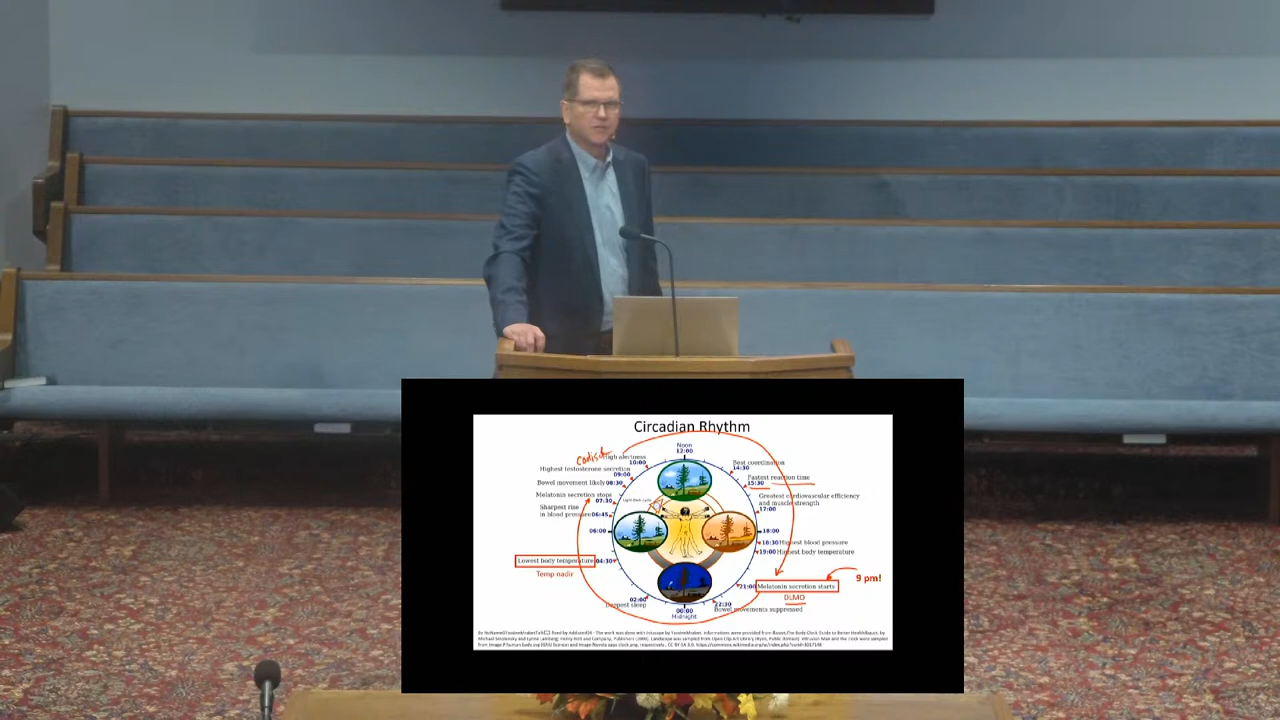 Circadian Rhythm
Noon
12:00
High alertness
10:00
Best coordination
14:30
Highest testosterone secretion
09:00
Fastest reaction time
15:30
Bowel movement likely 08:30
Melatonin secretion stops
07:30
Greatest cardiovascular efficiency
and muscle strength
17:00
Sharpest rise
in blood pressure 06:45
06:00
18:00
18:30 Highest blood pressure
19:00 Highest body temperature
Lowest body temperature 04:30
Temp nadir
9 pm!
21:00 Melatonin secretion starts
DLMO
02:00
Deepest sleep
22:30
Bowel movements suppressed
00:00
Midnight